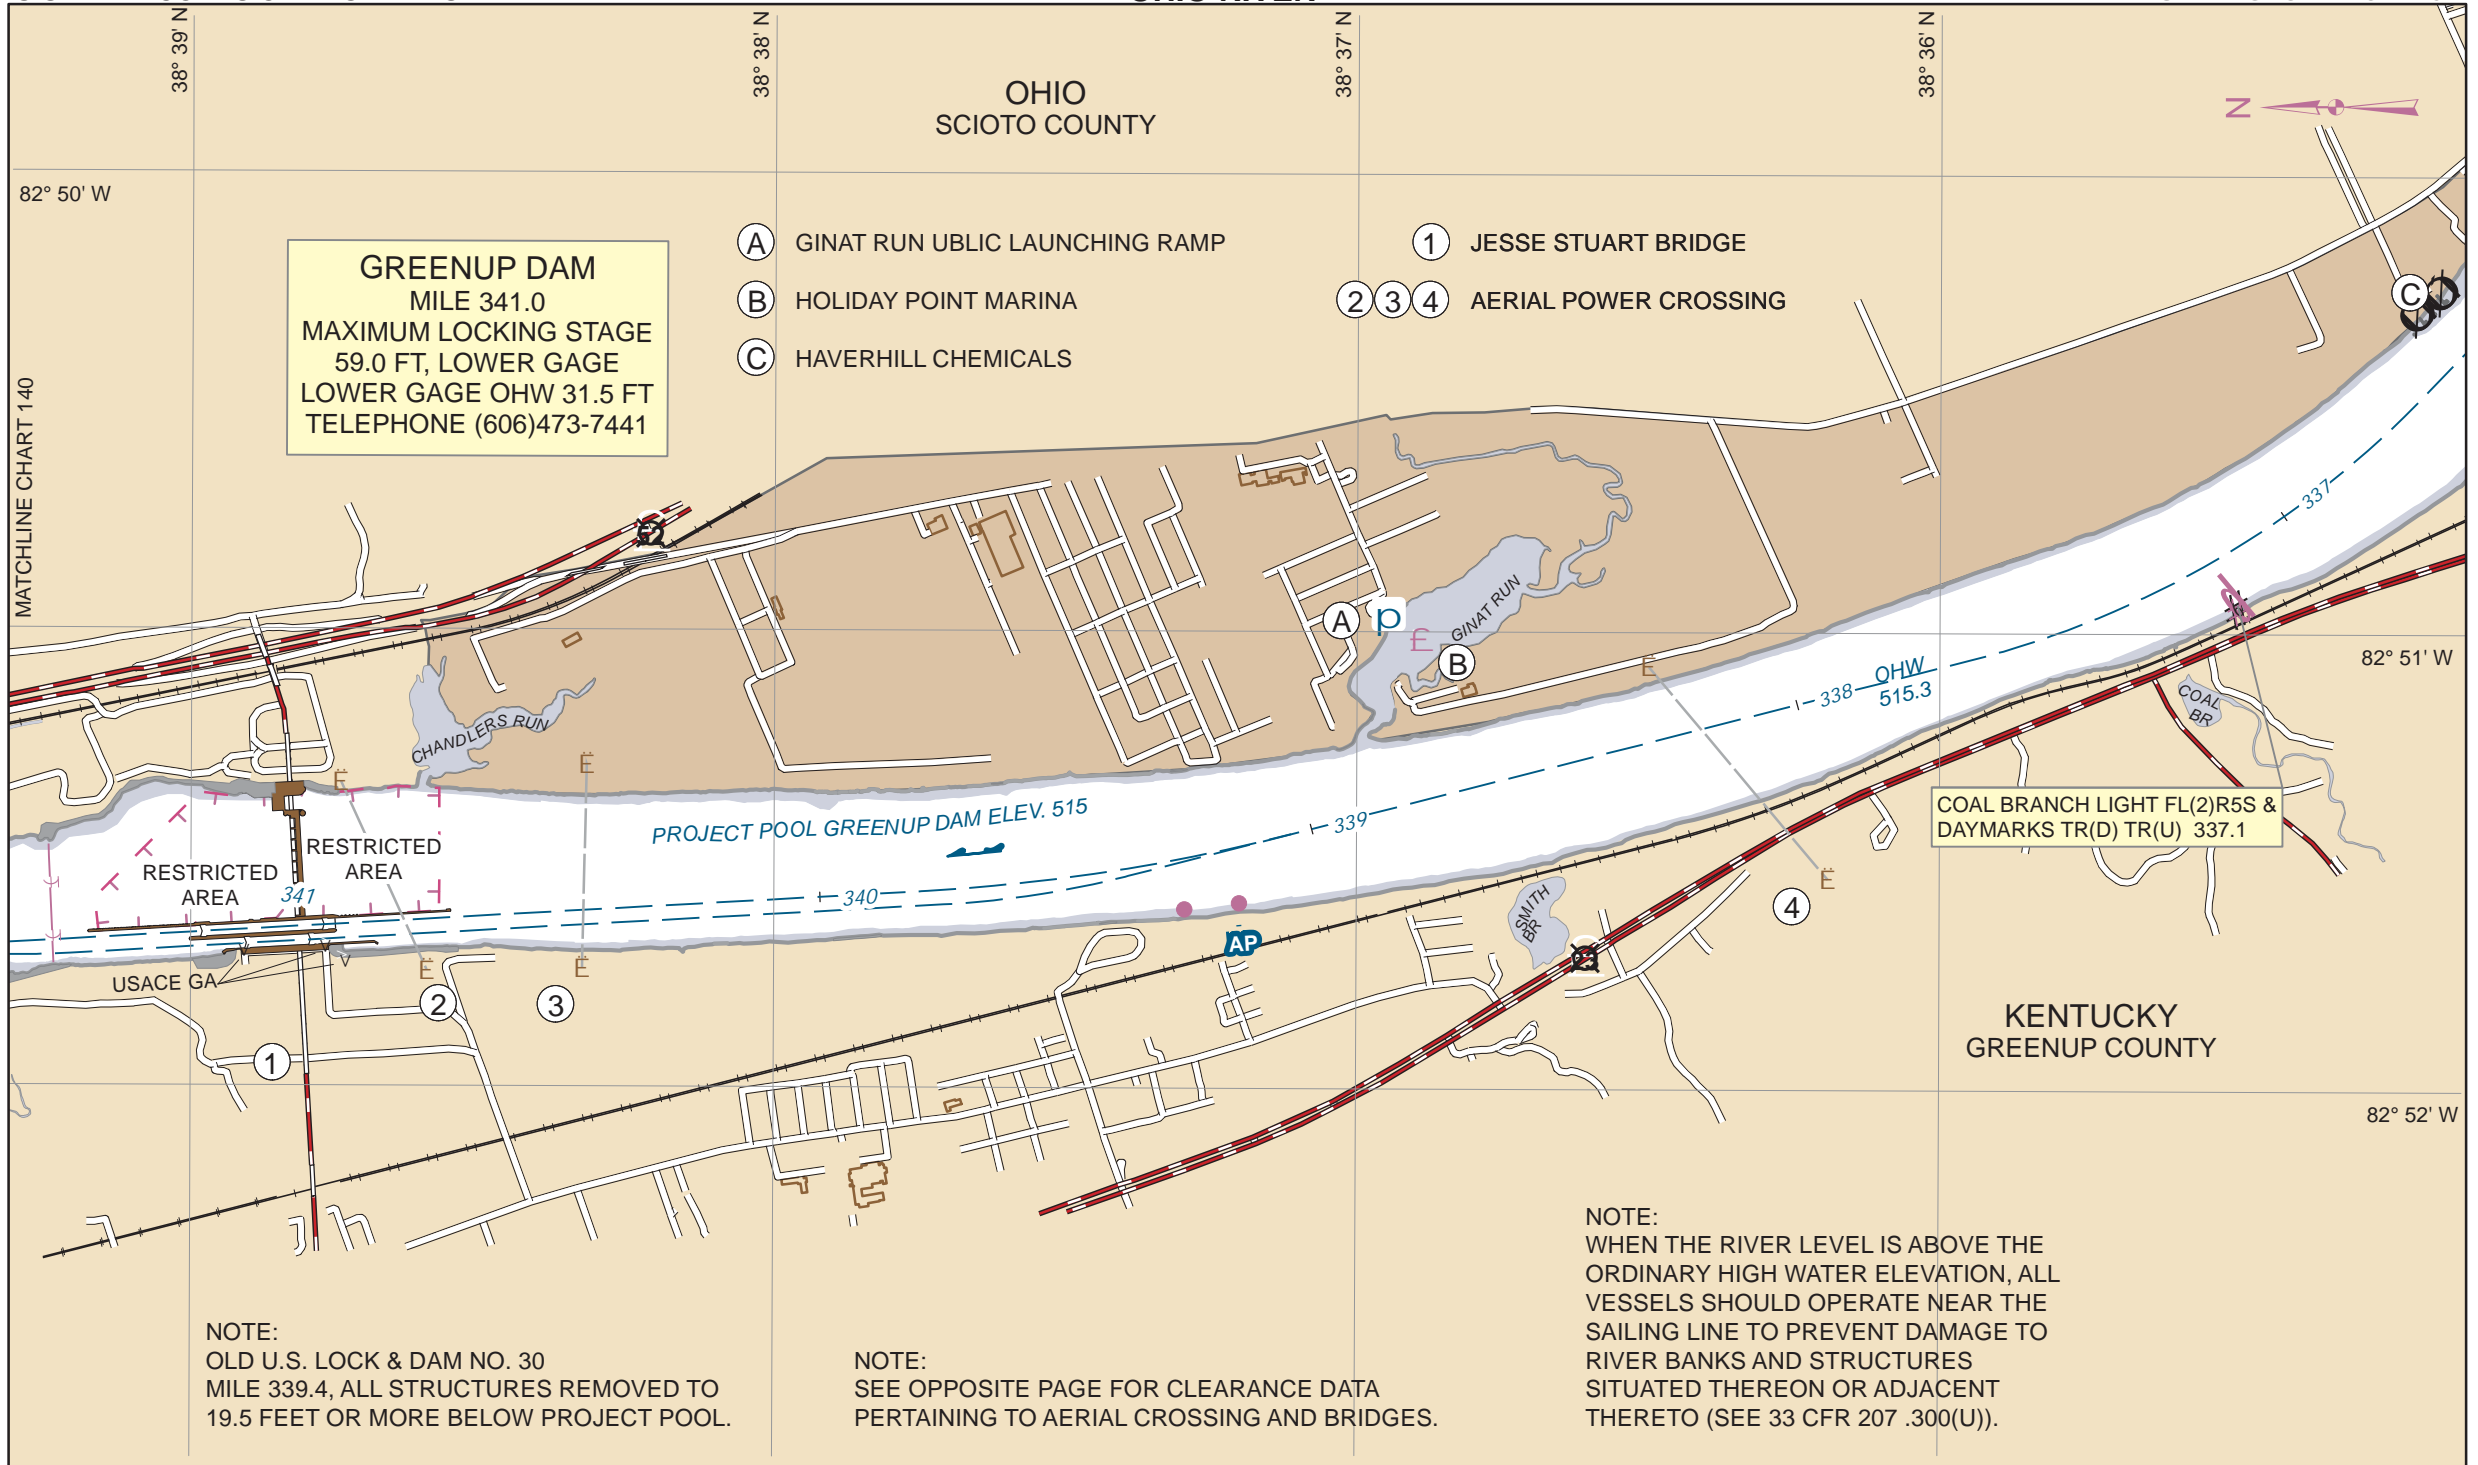 38° 39' N
38° 38' N
38° 37' N
38° 36' N
N
OHIO
SCIOTO COUNTY
82° 50' W
GREENUP DAM
MILE 341.0
MAXIMUM LOCKING STAGE
59.0 FT, LOWER GAGE
LOWER GAGE OHW 31.5 FT
TELEPHONE (606)473-7441
A GINAT RUN UBLIC LAUNCHING RAMP
B HOLIDAY POINT MARINA
C HAVERHILL CHEMICALS
1 JESSE STUART BRIDGE
2 3 4 AERIAL POWER CROSSING
C
MATCHLINE CHART 140
52
337
A
p
£
B
GINAT RUN
82° 51' W
CHANDLERS RUN
Ë
Ë
Ë
338
OHW
515.3
COAL
BR
PROJECT POOL GREENUP DAM ELEV. 515
339
COAL BRANCH LIGHT FL(2)R5S &
DAYMARKS TR(D) TR(U) 337.1
RESTRICTED
AREA
RESTRICTED
AREA
341
340
Ë
4
SMITH
BR
AP
23
USACE GA
Ë
Ë
2
3
1
KENTUCKY
GREENUP COUNTY
82° 52' W
NOTE:
OLD U.S. LOCK & DAM NO. 30
MILE 339.4, ALL STRUCTURES REMOVED TO
19.5 FEET OR MORE BELOW PROJECT POOL.
NOTE:
SEE OPPOSITE PAGE FOR CLEARANCE DATA
PERTAINING TO AERIAL CROSSING AND BRIDGES.
NOTE:
WHEN THE RIVER LEVEL IS ABOVE THE
ORDINARY HIGH WATER ELEVATION, ALL
VESSELS SHOULD OPERATE NEAR THE
SAILING LINE TO PREVENT DAMAGE TO
RIVER BANKS AND STRUCTURES
SITUATED THEREON OR ADJACENT
THERETO (SEE 33 CFR 207 .300(U)).